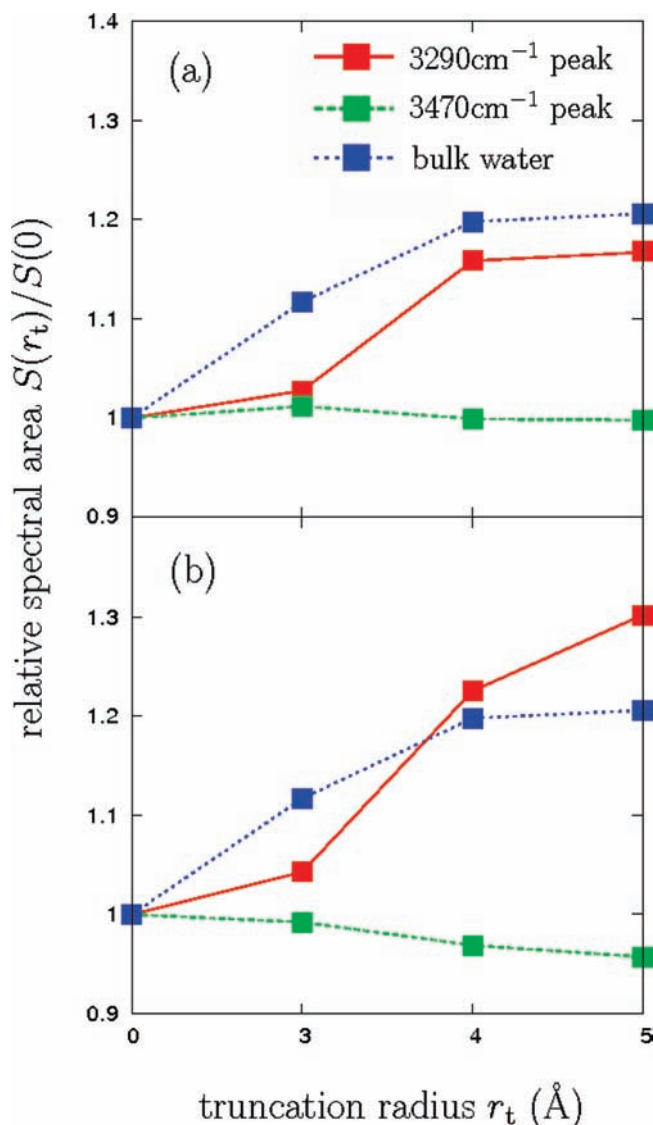 1.4
(a)
3290cm⁻¹ peak
3470cm⁻¹ peak
bulk water
1.3
1.2
1.1
1
0.9
relative spectral area S(rₜ)/S(0)
(b)
1.3
1.2
1.1
1
0.9
0 3 4 5
truncation radius rₜ (Å)